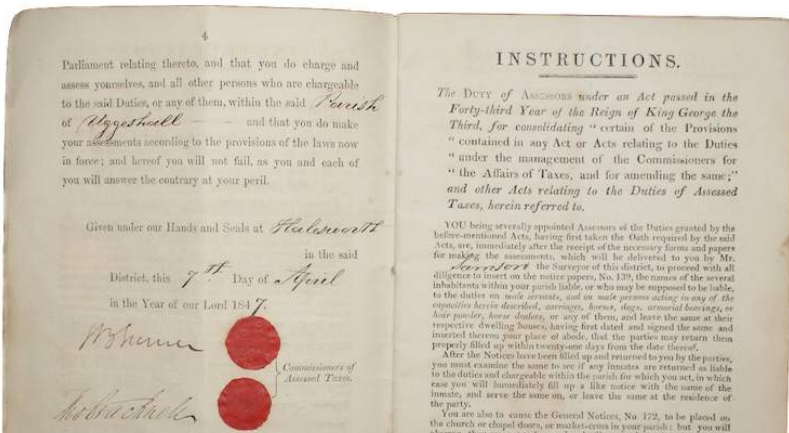 4
Parliament relating thereto, and that you do charge and
assess yourselves, and all other persons who are chargeable
to the said Duties, or any of them, within the said Parish
of Uggeshall and that you do make
your assessments according to the provisions of the laws now
in force; and hereof you will not fail, as you and each of
you will answer the contrary at your peril.
Given under our Hands and Seals at Halesworth
in the said
District, this 7th. Day of April
in the Year of our Lord 1847.
Commissioners of
Assessed Taxes.
INSTRUCTIONS.
The DUTY of ASSESSORS under an Act passed in the
Forty-third Year of the Reign of King George the
Third, for consolidating "certain of the Provisions
"contained in any Act or Acts relating to the Duties
"under the management of the Commissioners for
"the Affairs of Taxes, and for amending the same;"
and other Acts relating to the Duties of Assessed
Taxes, herein referred to.
YOU being severally appointed Assessors of the Duties granted by the
before-mentioned Acts, having first taken the Oath required by the said
Acts, are, immediately after the receipt of the necessary forms and papers
for making the assessments, which will be delivered to you by Mr.
the Surveyor of this district, to proceed with all
diligence to insert on the notice papers, No. 139, the names of the several
inhabitants within your parish liable, or who may be supposed to be liable,
to the duties on male servants, and on male persons acting in any of the
capacities herein described, carriages, horses, dogs, armorial bearings, or
hair powder, horse dealers, or any of them, and leave the same at their
respective dwelling houses, having first dated and signed the same and
inserted thereon your place of abode, that the parties may return them
properly filled up within twenty-one days from the date thereof.
After the Notices have been filled up and returned to you by the parties,
you must examine the same to see if any inmates are returned as liable
to the duties and chargeable within the parish for which you act, in which
case you will immediately fill up a like notice with the name of the
inmate, and serve the same on, or leave the same at the residence of
the party.
You are also to cause the General Notices, No 172, to be placed on
the church or chapel doors, or market-cross in your parish: but you will